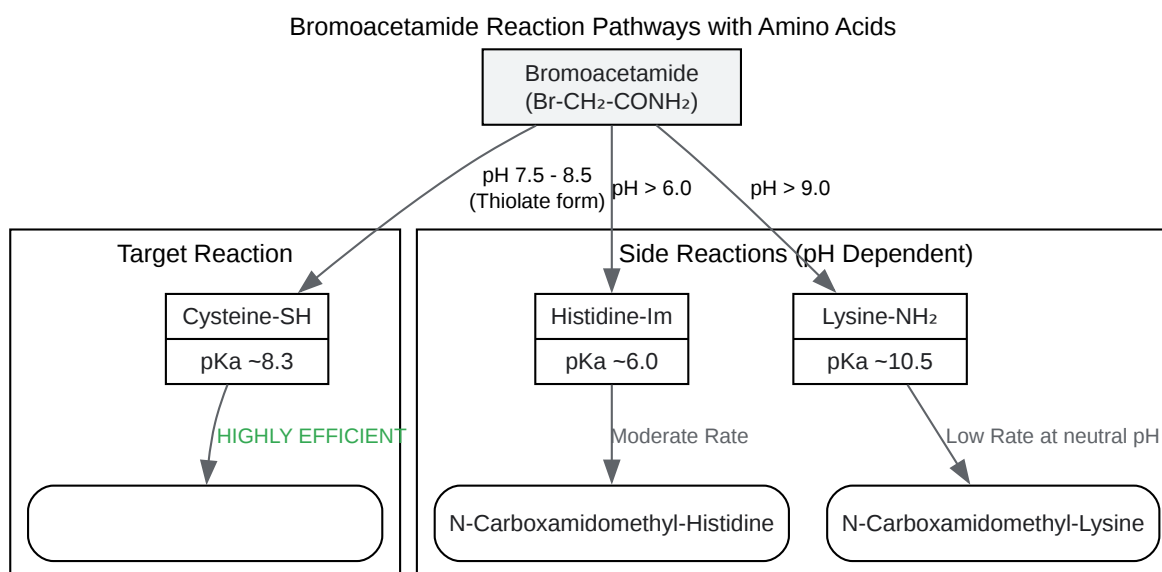 Bromoacetamide Reaction Pathways with Amino Acids
Bromoacetamide
(Br-CH₂-CONH₂)
pH 7.5 - 8.5
(Thiolate form)
pH > 6.0
pH > 9.0
Target Reaction
Side Reactions (pH Dependent)
Cysteine-SH
pKa ~8.3
Histidine-Im
pKa ~6.0
Lysine-NH₂
pKa ~10.5
HIGHLY EFFICIENT
Moderate Rate
Low Rate at neutral pH
N-Carboxamidomethyl-Histidine
N-Carboxamidomethyl-Lysine